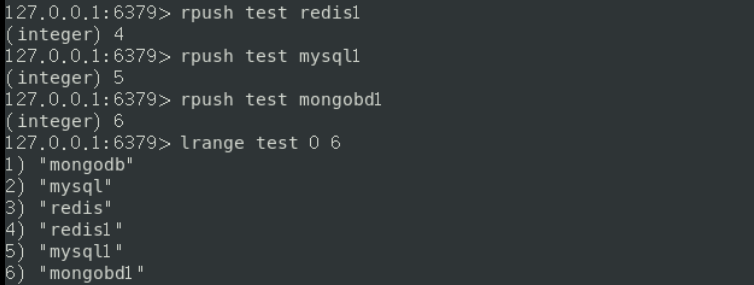 127.0.0.1:6379> rpush test redis1
(integer) 4
127.0.0.1:6379> rpush test mysql1
(integer) 5
127.0.0.1:6379> rpush test mongobd1
(integer) 6
127.0.0.1:6379> lrange test 0 6
1) "mongodb"
2) "mysql"
3) "redis"
4) "redis1"
5) "mysql1"
6) "mongobd1"